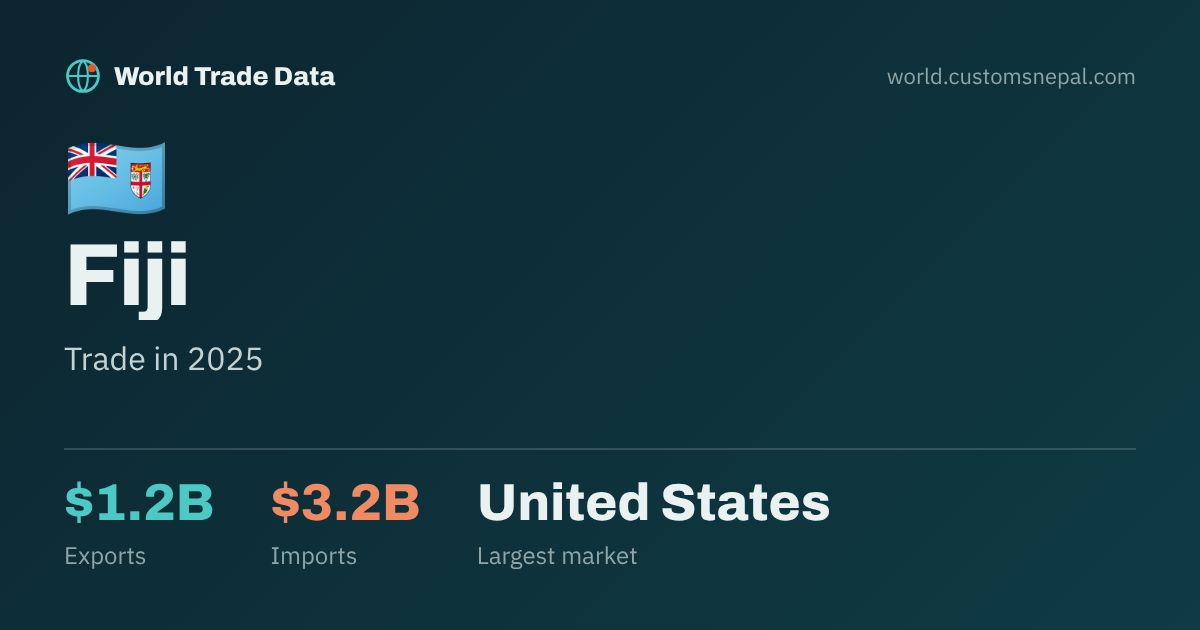 World Trade Data
world.customsnepal.com
Fiji
Trade in 2025
$1.2B $3.2B United States
Exports Imports Largest market